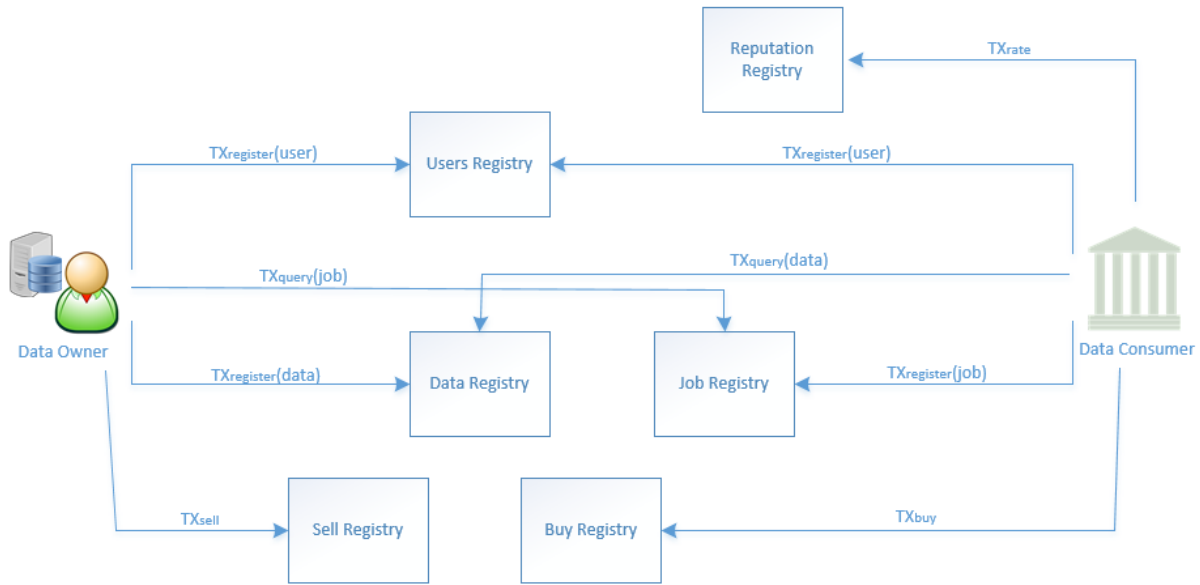 Reputation
Registry
TXrate
TXregister(user)
Users Registry
TXregister(user)
TXquery(job)
TXquery(data)
Data Owner
Data Consumer
TXregister(data)
Data Registry
Job Registry
TXregister(job)
TXsell
Sell Registry
Buy Registry
TXbuy